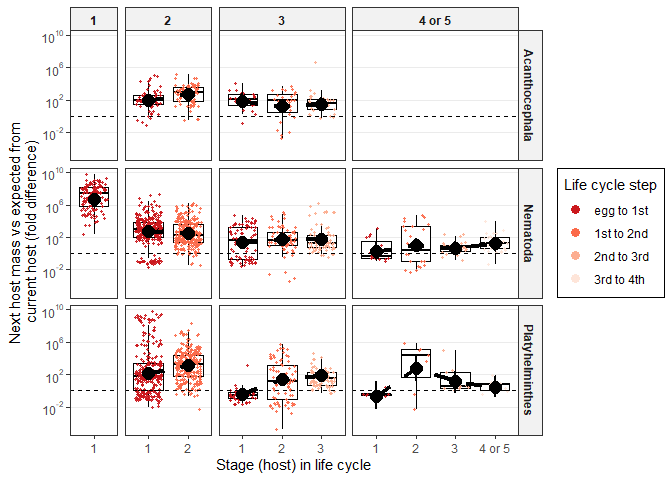 1 2 3 4 or 5
10^10
10^6
10^2
10^-2
Acanthocephala
10^10
10^6
10^2
10^-2
Nematoda
10^10
10^6
10^2
10^-2
Platyhelminthes
Next host mass vs expected from
current host (fold difference)
1 1 2 1 2 3 1 2 3 4 or 5
Stage (host) in life cycle
Life cycle step
egg to 1st
1st to 2nd
2nd to 3rd
3rd to 4th